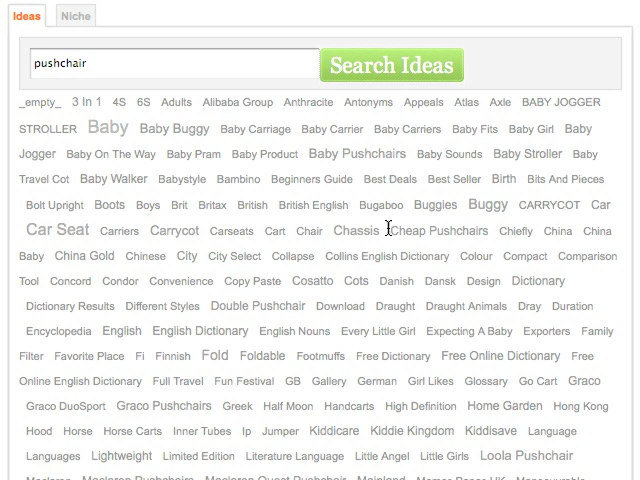 Ideas Niche
pushchair Search Ideas
_empty_ 3 In 1 4S 6S Adults Alibaba Group Anthracite Antonyms Appeals Atlas Axle BABY JOGGER
STROLLER Baby Baby Buggy Baby Carriage Baby Carrier Baby Carriers Baby Fits Baby Girl Baby
Jogger Baby On The Way Baby Pram Baby Product Baby Pushchairs Baby Sounds Baby Stroller Baby
Travel Cot Baby Walker Babystyle Bambino Beginners Guide Best Deals Best Seller Birth Bits And Pieces
Bolt Upright Boots Boys Brit Britax British British English Bugaboo Buggies Buggy CARRYCOT Car
Car Seat Carriers Carrycot Carseats Cart Chair Chassis Cheap Pushchairs Chiefly China China
Baby China Gold Chinese City City Select Collapse Collins English Dictionary Colour Compact Comparison
Tool Concord Condor Convenience Copy Paste Cosatto Cots Danish Dansk Design Dictionary
Dictionary Results Different Styles Double Pushchair Download Draught Draught Animals Dray Duration
Encyclopedia English English Dictionary English Nouns Every Little Girl Expecting A Baby Exporters Family
Filter Favorite Place Fi Finnish Fold Foldable Footmuffs Free Dictionary Free Online Dictionary Free
Online English Dictionary Full Travel Fun Festival GB Gallery German Girl Likes Glossary Go Cart Graco
Graco DuoSport Graco Pushchairs Greek Half Moon Handcarts High Definition Home Garden Hong Kong
Hood Horse Horse Carts Inner Tubes Ip Jumper Kiddicare Kiddie Kingdom Kiddisave Language
Languages Lightweight Limited Edition Literature Language Little Angel Little Girls Loola Pushchair